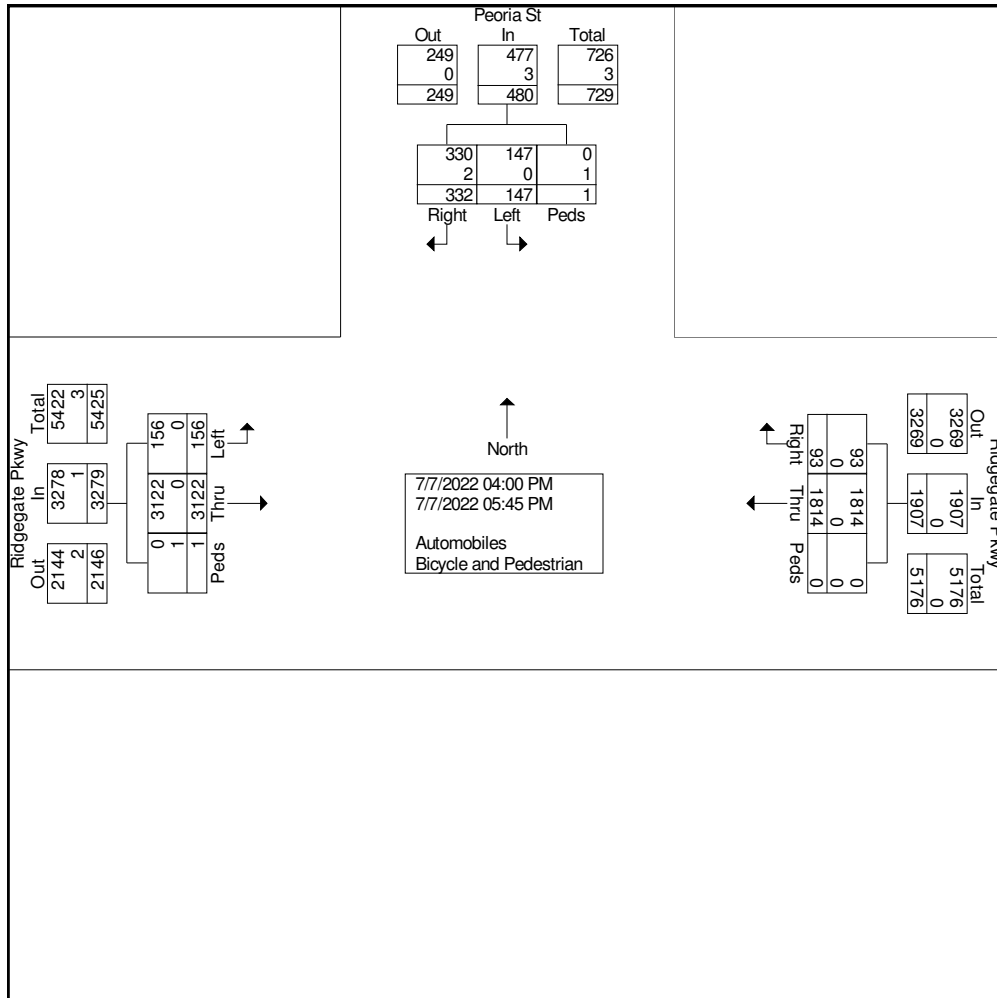 Peoria St
Out In Total
249 477 726
0 3 3
249 480 729
330 147 0
2 0 1
332 147 1
Right Left Peds
Ridgegate Pkwy
Total In Out
5422 3278 2144
3 1 2
5425 3279 2146
156 3122 0
0 0 1
156 3122 1
Left Thru Peds
North
7/7/2022 04:00 PM
7/7/2022 05:45 PM
Automobiles
Bicycle and Pedestrian
Right Thru Peds
93 1814 0
0 0 0
93 1814 0
Ridgegate Pkwy
Out In Total
3269 1907 5176
0 0 0
3269 1907 5176